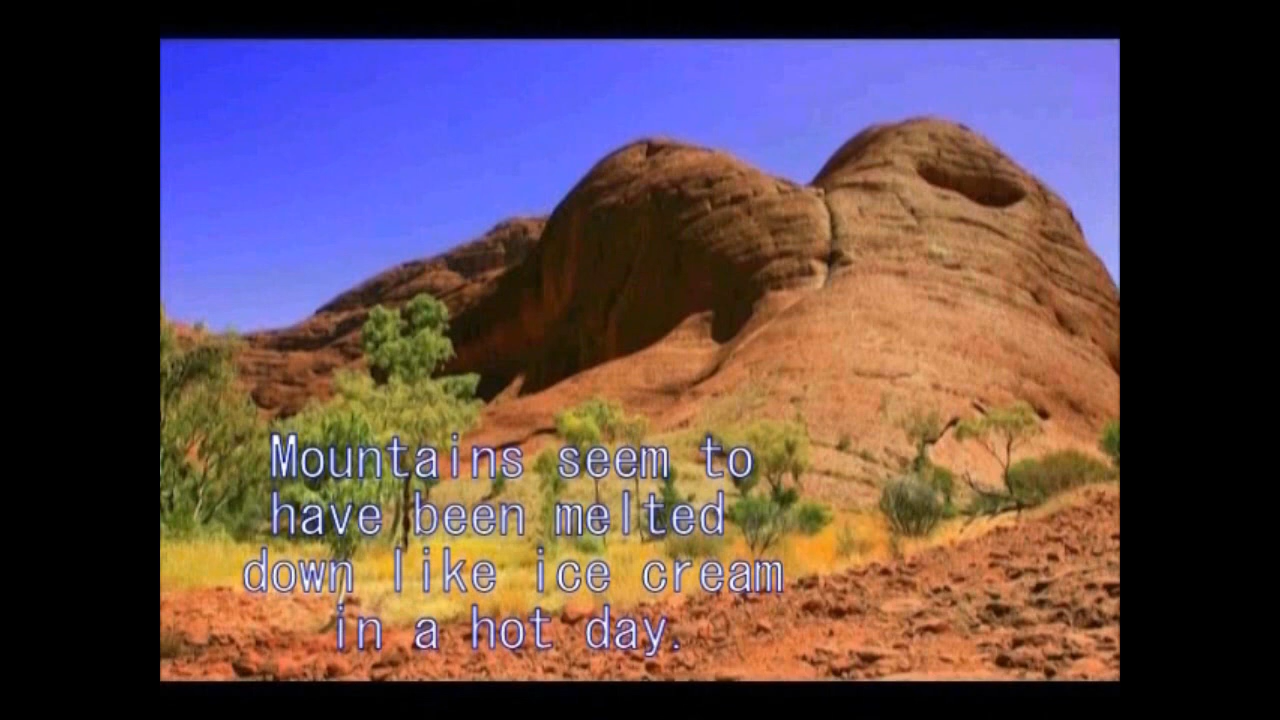 Mountains seem to
have been melted
down like ice cream
in a hot day.